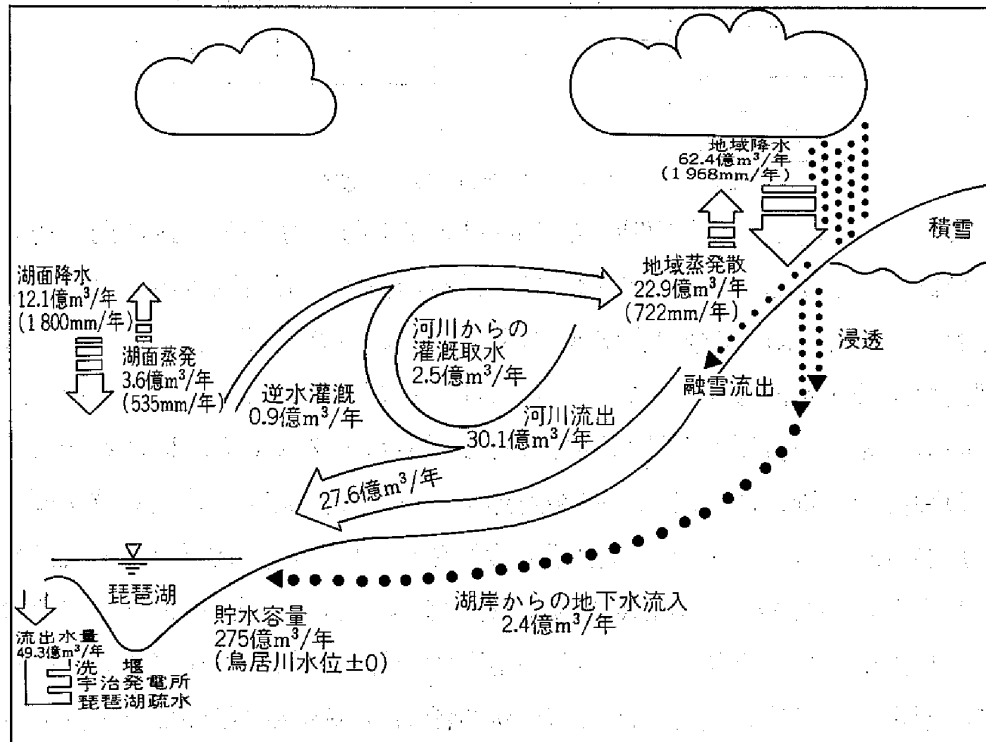 地域降水
62.4億m³/年
(1968mm/年)
積雪
湖面降水
12.1億m³/年
(1800mm/年)
湖面蒸発
3.6億m³/年
(535mm/年)
地域蒸発散
22.9億m³/年
(722mm/年)
河川からの
灌漑取水
2.5億m³/年
浸透
逆水灌漑
0.9億m³/年
融雪流出
河川流出
30.1億m³/年
27.6億m³/年
琵琶湖
貯水容量
275億m³/年
(鳥居川水位±0)
湖岸からの地下水流入
2.4億m³/年
流出水量
49.3億m³/年
洗 堰
宇治発電所
琵琶湖疏水